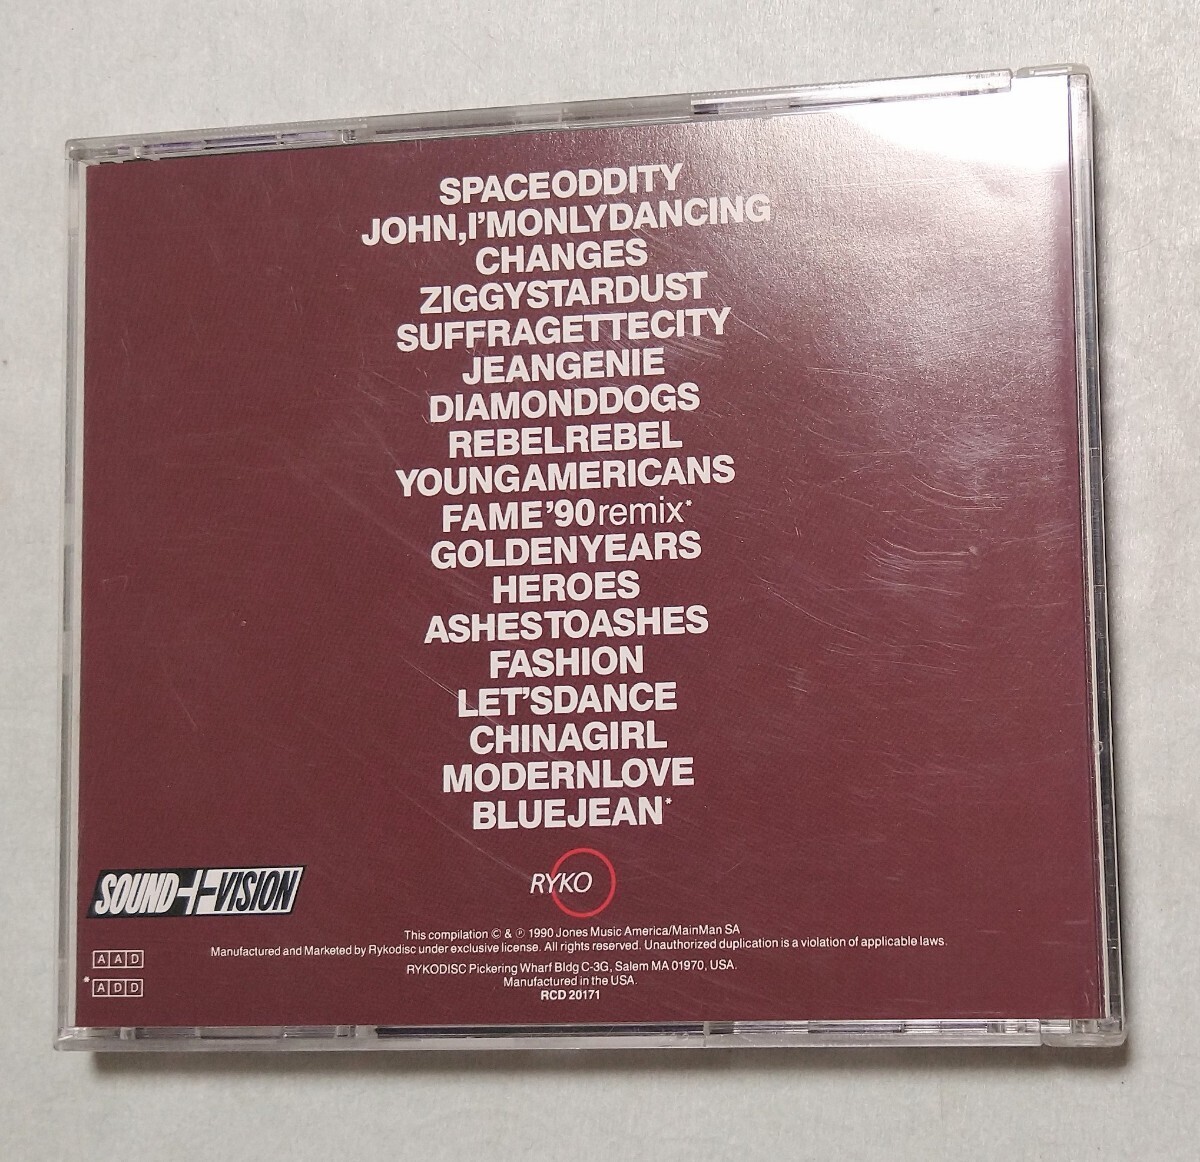 SPACEODDITY
JOHN,I'MONLYDANCING
CHANGES
ZIGGYSTARDUST
SUFFRAGETTECITY
JEANGENIE
DIAMONDDOGS
REBELREBEL
YOUNGAMERICANS
FAME'90remix*
GOLDENYEARS
HEROES
ASHESTOASHES
FASHION
LET'SDANCE
CHINAGIRL
MODERNLOVE
BLUEJEAN*
SOUND+VISION
RYKO
This compilation © & ℗ 1990 Jones Music America/MainMan SA
Manufactured and Marketed by Rykodisc under exclusive license. All rights reserved. Unauthorized duplication is a violation of applicable laws.
AAD
RYKODISC Pickering Wharf Bldg C-3G, Salem MA 01970, USA.
Manufactured in the USA.
*ADD
RCD 20171